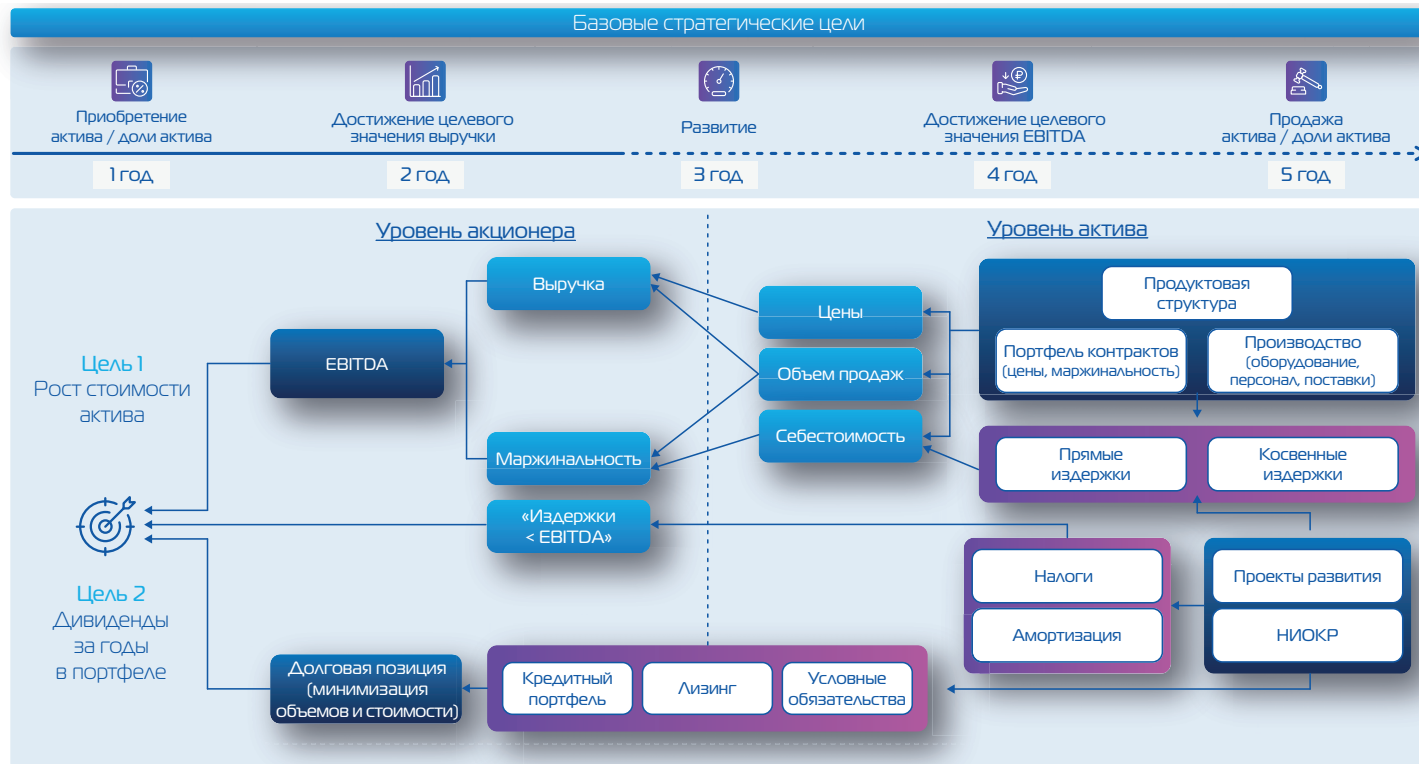 Базовые стратегические цели
Приобретение
актива / доли актива
Достижение целевого
значения выручки
Развитие
Достижение целевого
значения EBITDA
Продажа
актива / доли актива
1 год
2 год
3 год
4 год
5 год
Уровень акционера
Уровень актива
Выручка
Цены
Продуктовая
структура
Цель 1
Рост стоимости
актива
EBITDA
Объем продаж
Портфель контрактов
(цены, маржинальность)
Производство
(оборудование,
персонал, поставки)
Маржинальность
Себестоимость
Прямые
издержки
Косвенные
издержки
«Издержки
< EBITDA»
Налоги
Проекты развития
Цель 2
Дивиденды
за годы
в портфеле
Амортизация
НИОКР
Долговая позиция
(минимизация
объемов и стоимости)
Кредитный
портфель
Лизинг
Условные
обязательства